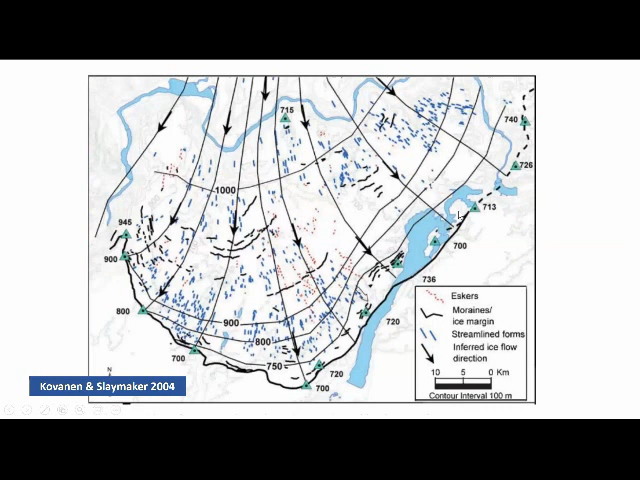 715
740
726
1000
713
945
700
900
736
800
900
720
800
700
750
720
700
Eskers
Moraines/
ice margin
Streamlined forms
Inferred ice flow
direction
10 5 0 Km
Contour Interval 100 m
N
Kovanen & Slaymaker 2004